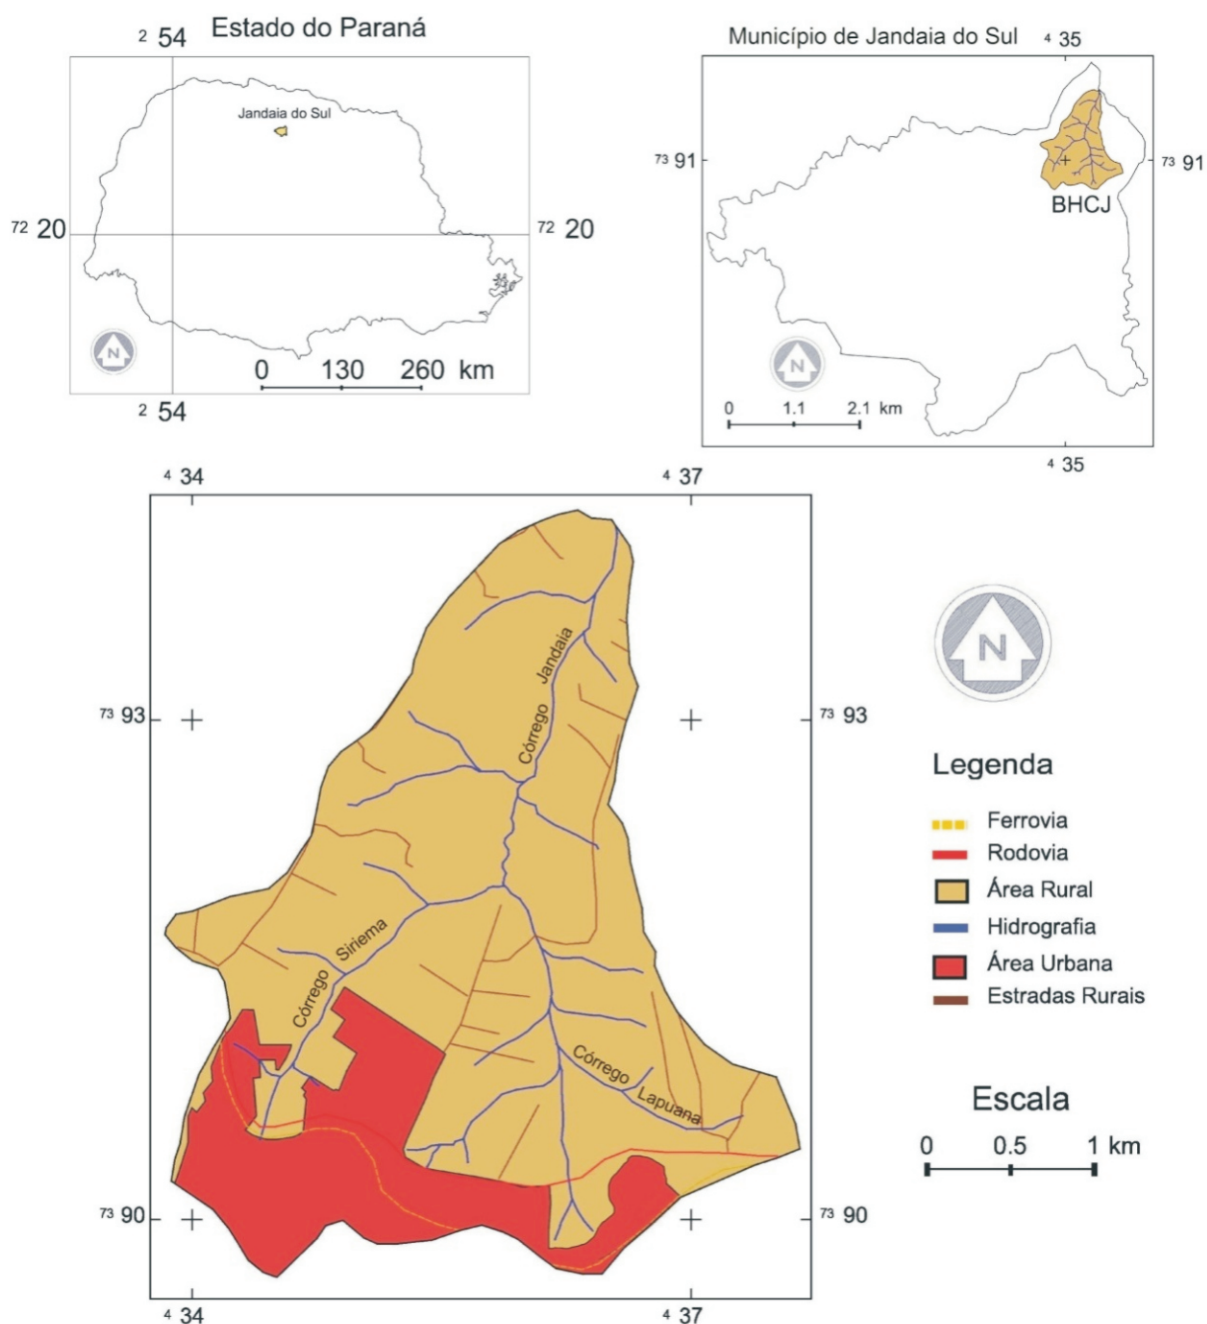 Estado do Paraná
2 54
Jandaia do Sul
72 20
72 20
N
0 130 260 km
2 54
Município de Jandaia do Sul
4 35
73 91
73 91
BHCJ
N
0 1.1 2.1 km
4 35
4 34
4 37
73 93
73 93
Córrego Jandaia
Córrego Siriema
Córrego Lapuana
73 90
73 90
4 34
4 37
N
Legenda
Ferrovia
Rodovia
Área Rural
Hidrografia
Área Urbana
Estradas Rurais
Escala
0 0.5 1 km